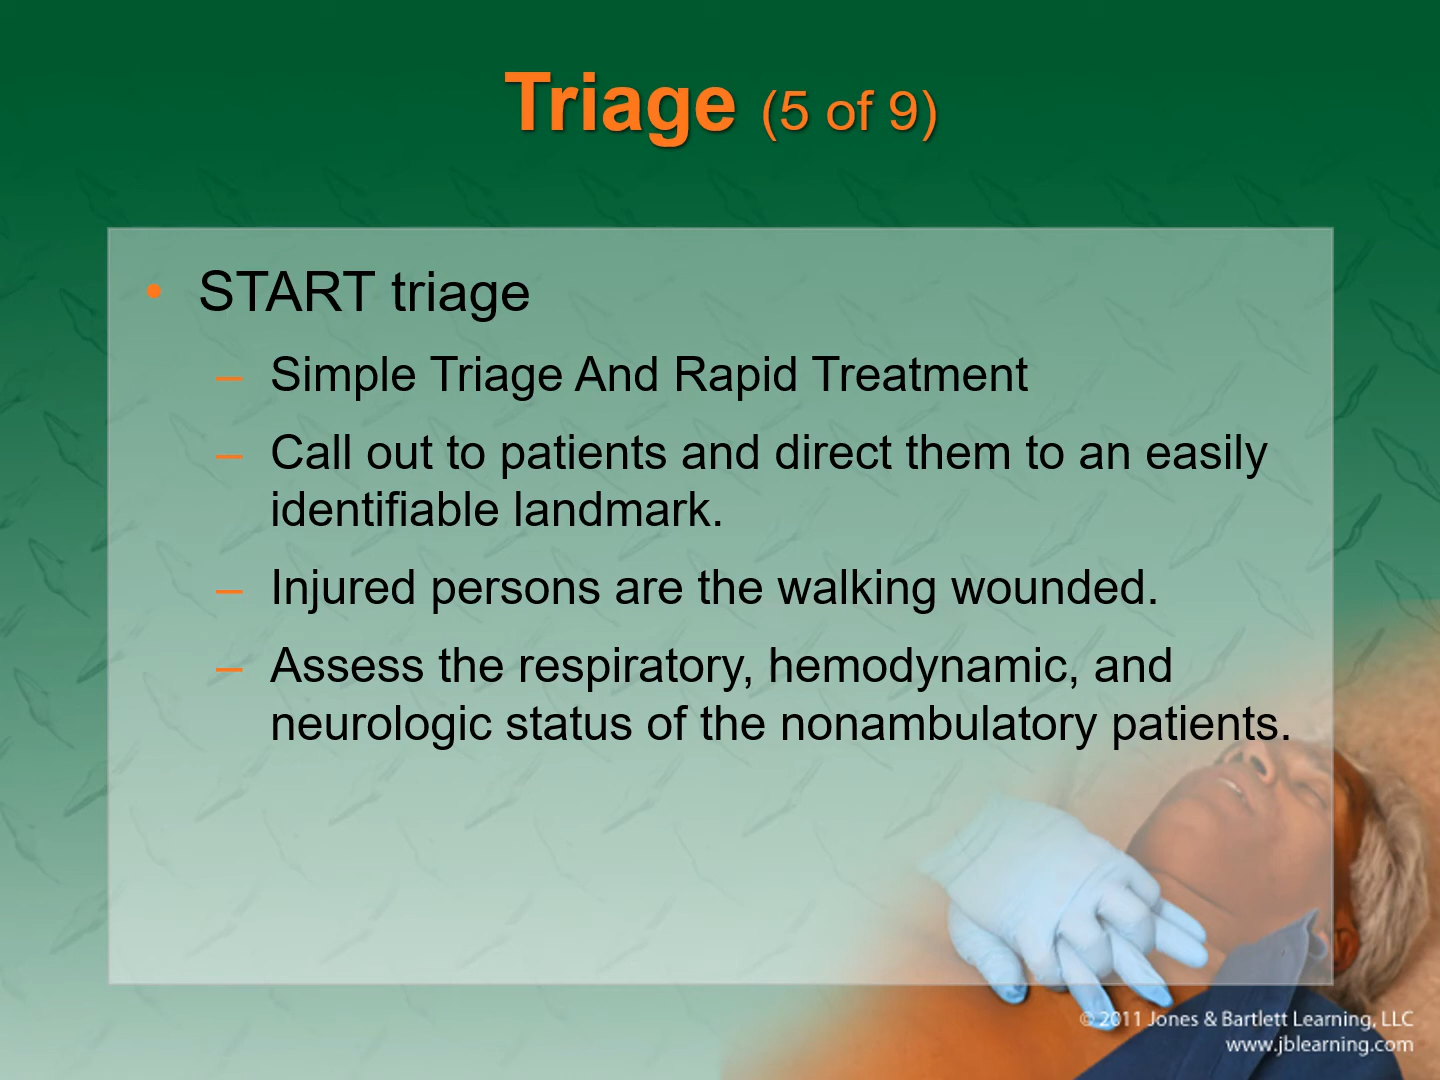 Triage (5 of 9)
• START triage
– Simple Triage And Rapid Treatment
– Call out to patients and direct them to an easily
identifiable landmark.
– Injured persons are the walking wounded.
– Assess the respiratory, hemodynamic, and
neurologic status of the nonambulatory patients.
© 2011 Jones & Bartlett Learning, LLC
www.jblearning.com